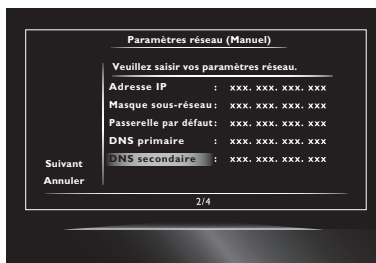 Paramètres réseau (Manuel)
Veuillez saisir vos paramètres réseau.
Adresse IP : xxx. xxx. xxx. xxx
Masque sous-réseau : xxx. xxx. xxx. xxx
Passerelle par défaut : xxx. xxx. xxx. xxx
DNS primaire : xxx. xxx. xxx. xxx
DNS secondaire : xxx. xxx. xxx. xxx
Suivant
Annuler
2/4